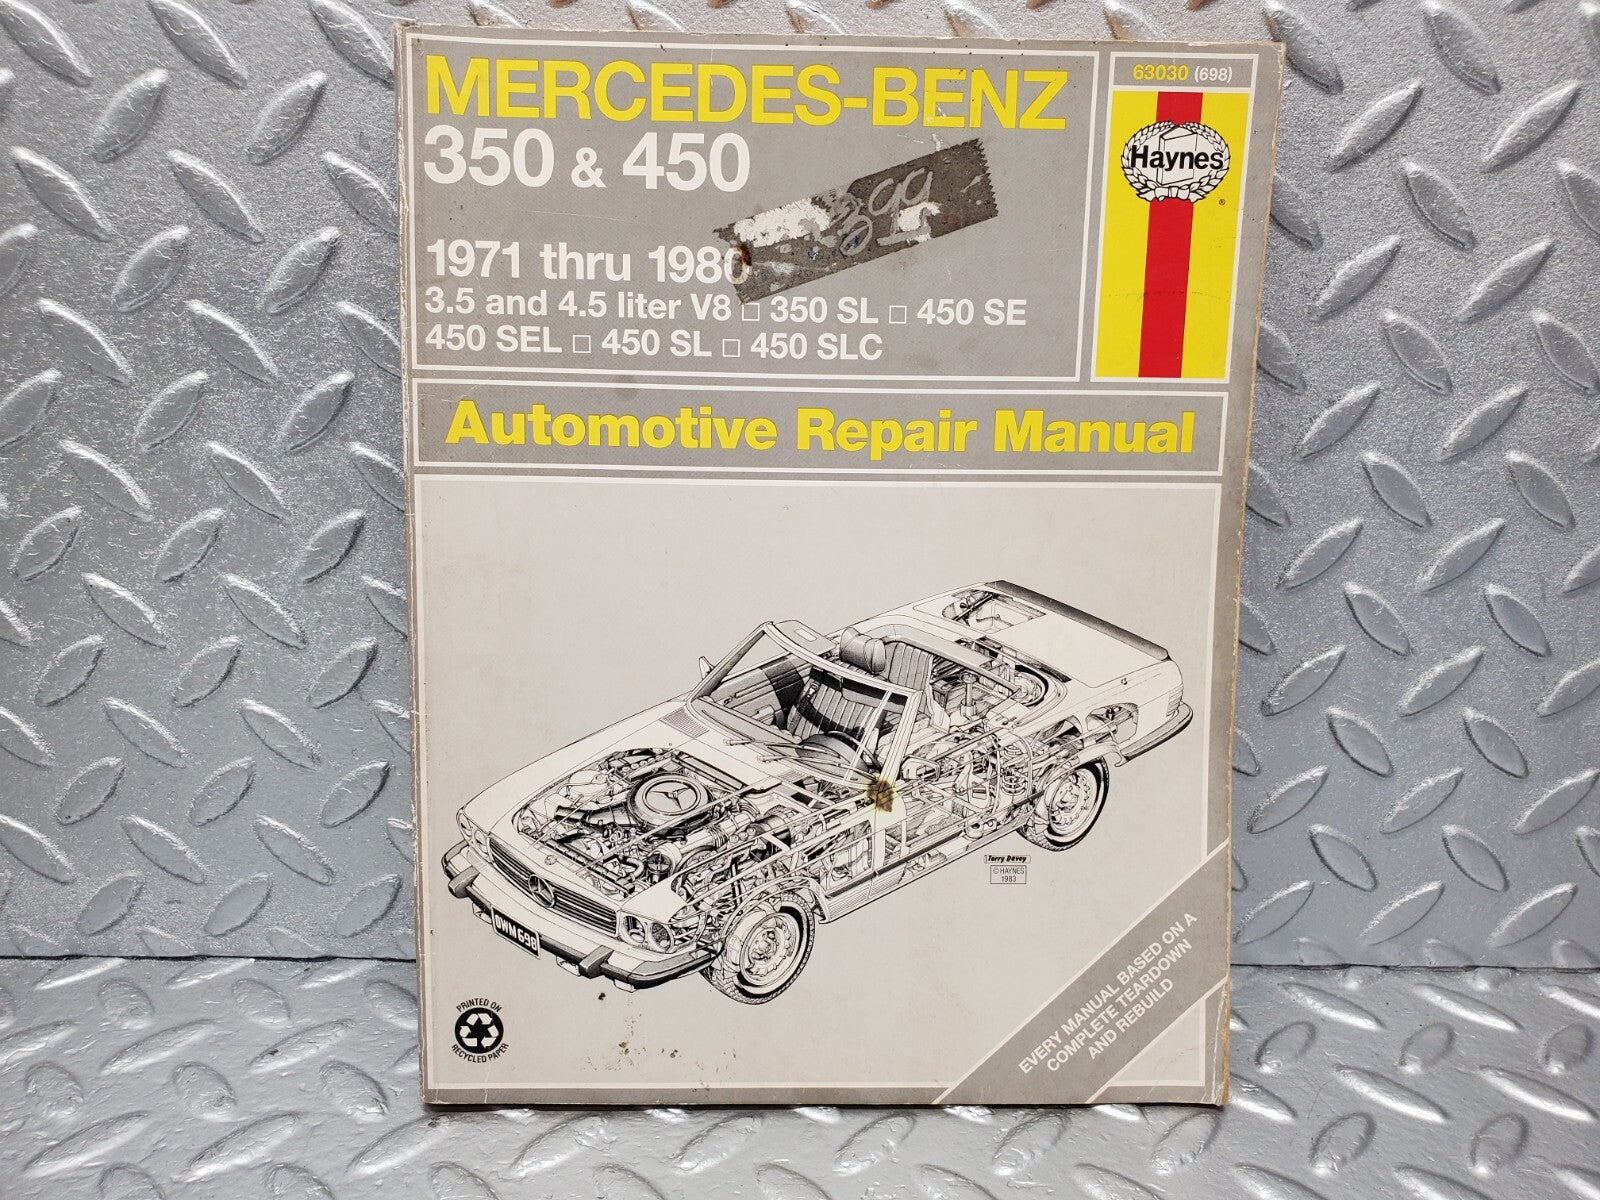 MERCEDES-BENZ
350 & 450
1971 thru 1980
3.5 and 4.5 liter V8 □ 350 SL □ 450 SE
450 SEL □ 450 SL □ 450 SLC
63030 (698)
Haynes
®
Automotive Repair Manual
Terry Davey
© HAYNES
1983
OWM 698
PRINTED ON
RECYCLED PAPER
EVERY MANUAL BASED ON A
COMPLETE TEARDOWN
AND REBUILD